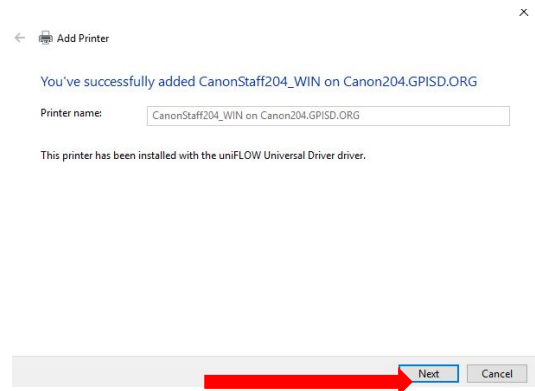 Add Printer
You've successfully added CanonStaff204_WIN on Canon204.GPISD.ORG
Printer name:
CanonStaff204_WIN on Canon204.GPISD.ORG
This printer has been installed with the uniFLOW Universal Driver driver.
Next
Cancel